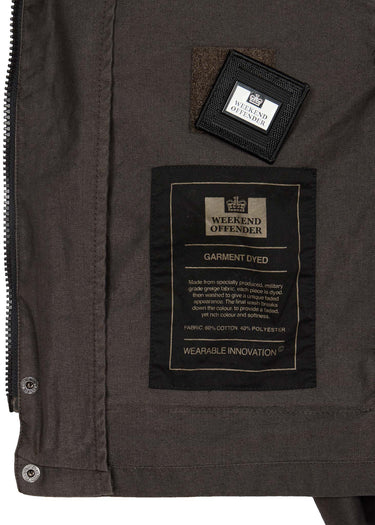 WEEKEND
OFFENDER
WEEKEND
OFFENDER
GARMENT DYED
Made from specially produced, military
grade greige fabric, each piece is dyed,
then washed to give a unique faded
appearance. The final wash breaks
down the colour, to provide a faded,
yet rich colour and softness.
FABRIC: 60% COTTON 40% POLYESTER
WEARABLE INNOVATION ©